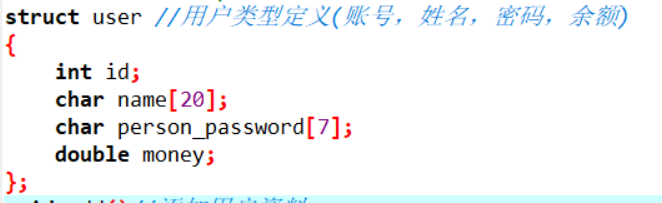 struct user //用户类型定义(账号，姓名，密码，余额)
{
int id;
char name[20];
char person_password[7];
double money;
};